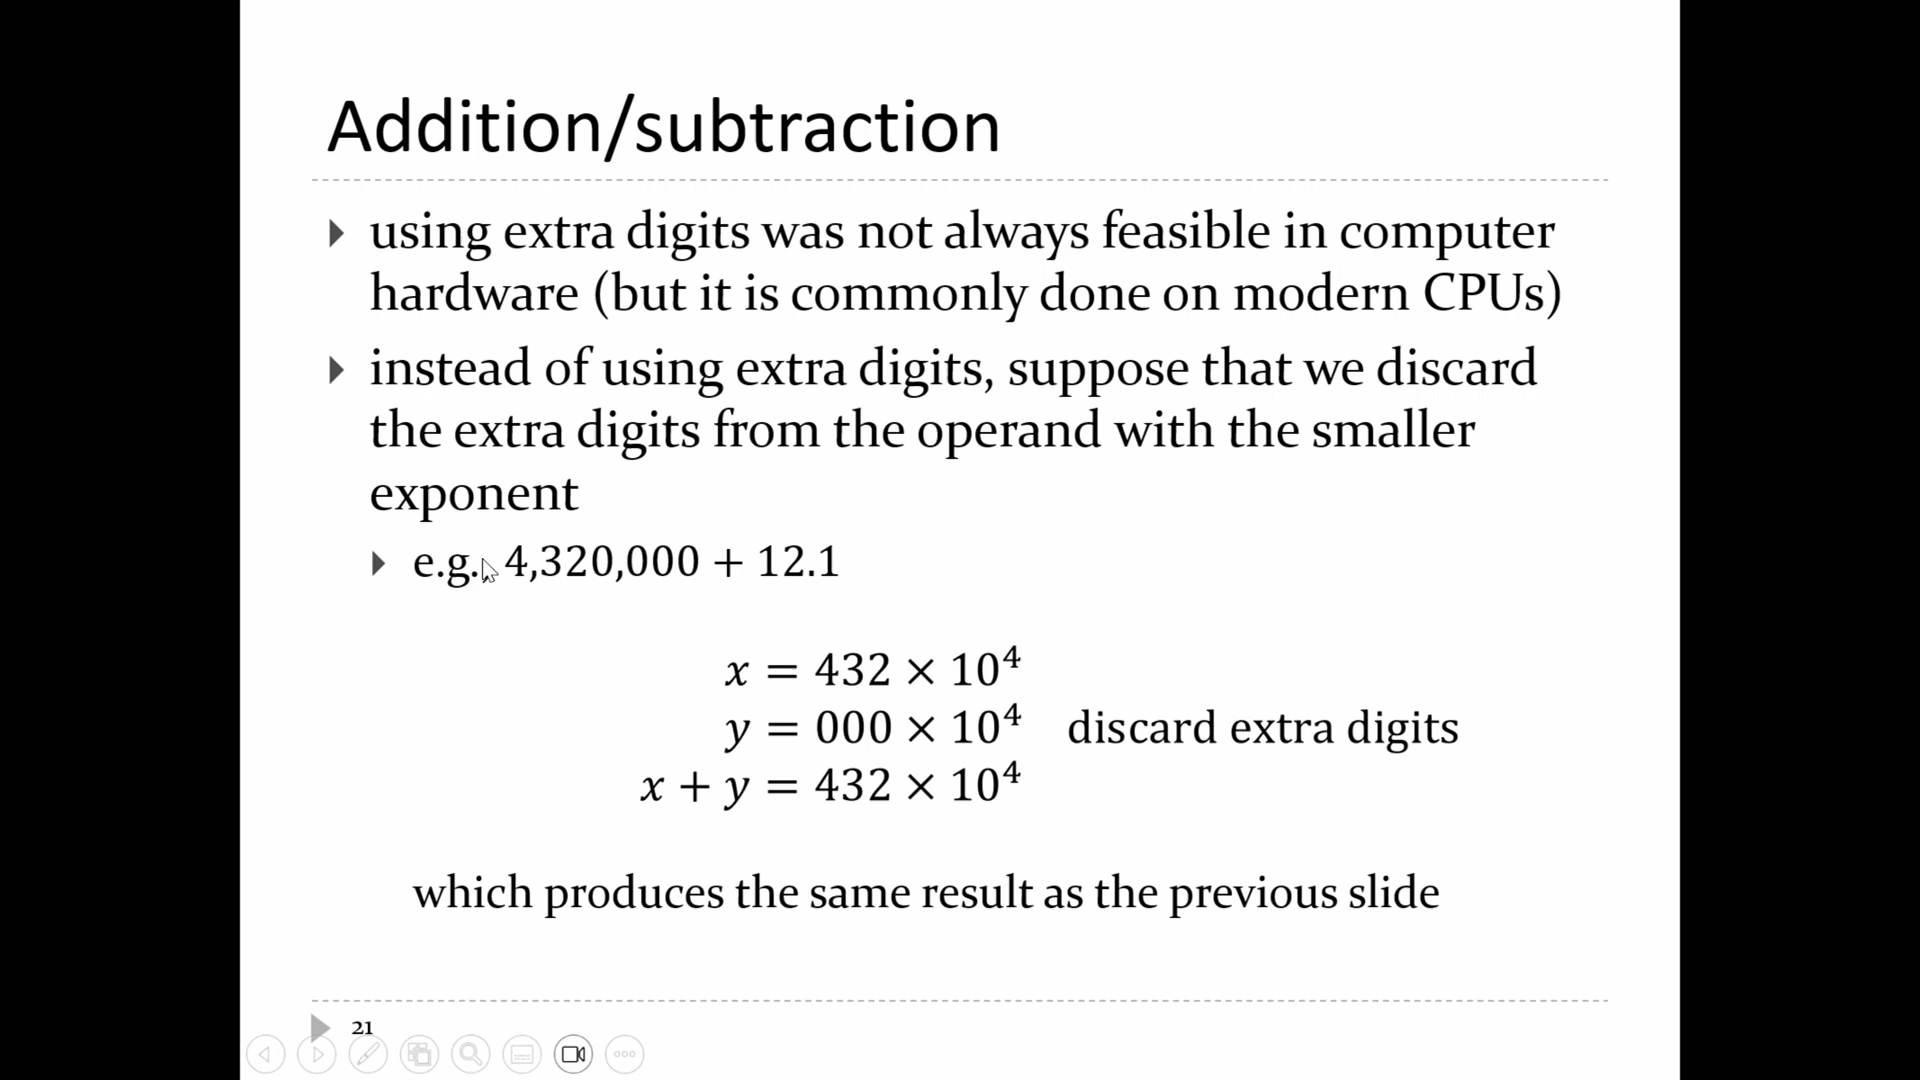 Addition/subtraction
using extra digits was not always feasible in computer
hardware (but it is commonly done on modern CPUs)
instead of using extra digits, suppose that we discard
the extra digits from the operand with the smaller
exponent
e.g., 4,320,000 + 12.1
x = 432 × 10⁴
y = 000 × 10⁴ discard extra digits
x + y = 432 × 10⁴
which produces the same result as the previous slide
21